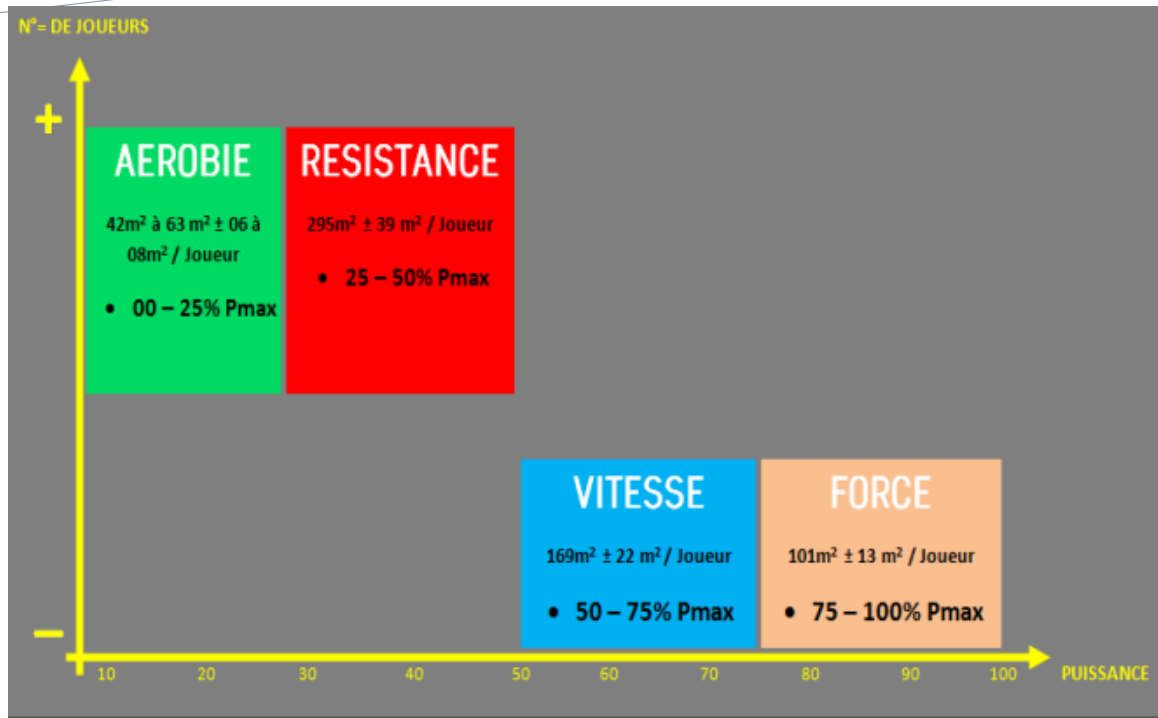 N°= DE JOUEURS
+
AEROBIE
42m² à 63 m² ± 06 à
08m² / Joueur
• 00 – 25% Pmax
RESISTANCE
295m² ± 39 m² / Joueur
• 25 – 50% Pmax
VITESSE
169m² ± 22 m² / Joueur
• 50 – 75% Pmax
FORCE
101m² ± 13 m² / Joueur
• 75 – 100% Pmax
–
10 20 30 40 50 60 70 80 90 100 PUISSANCE